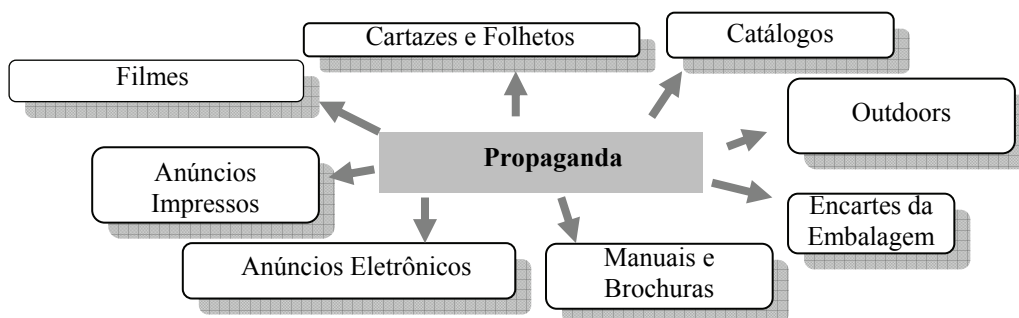 Cartazes e Folhetos
Catálogos
Filmes
Outdoors
Propaganda
Anúncios
Impressos
Encartes da
Embalagem
Anúncios Eletrônicos
Manuais e
Brochuras